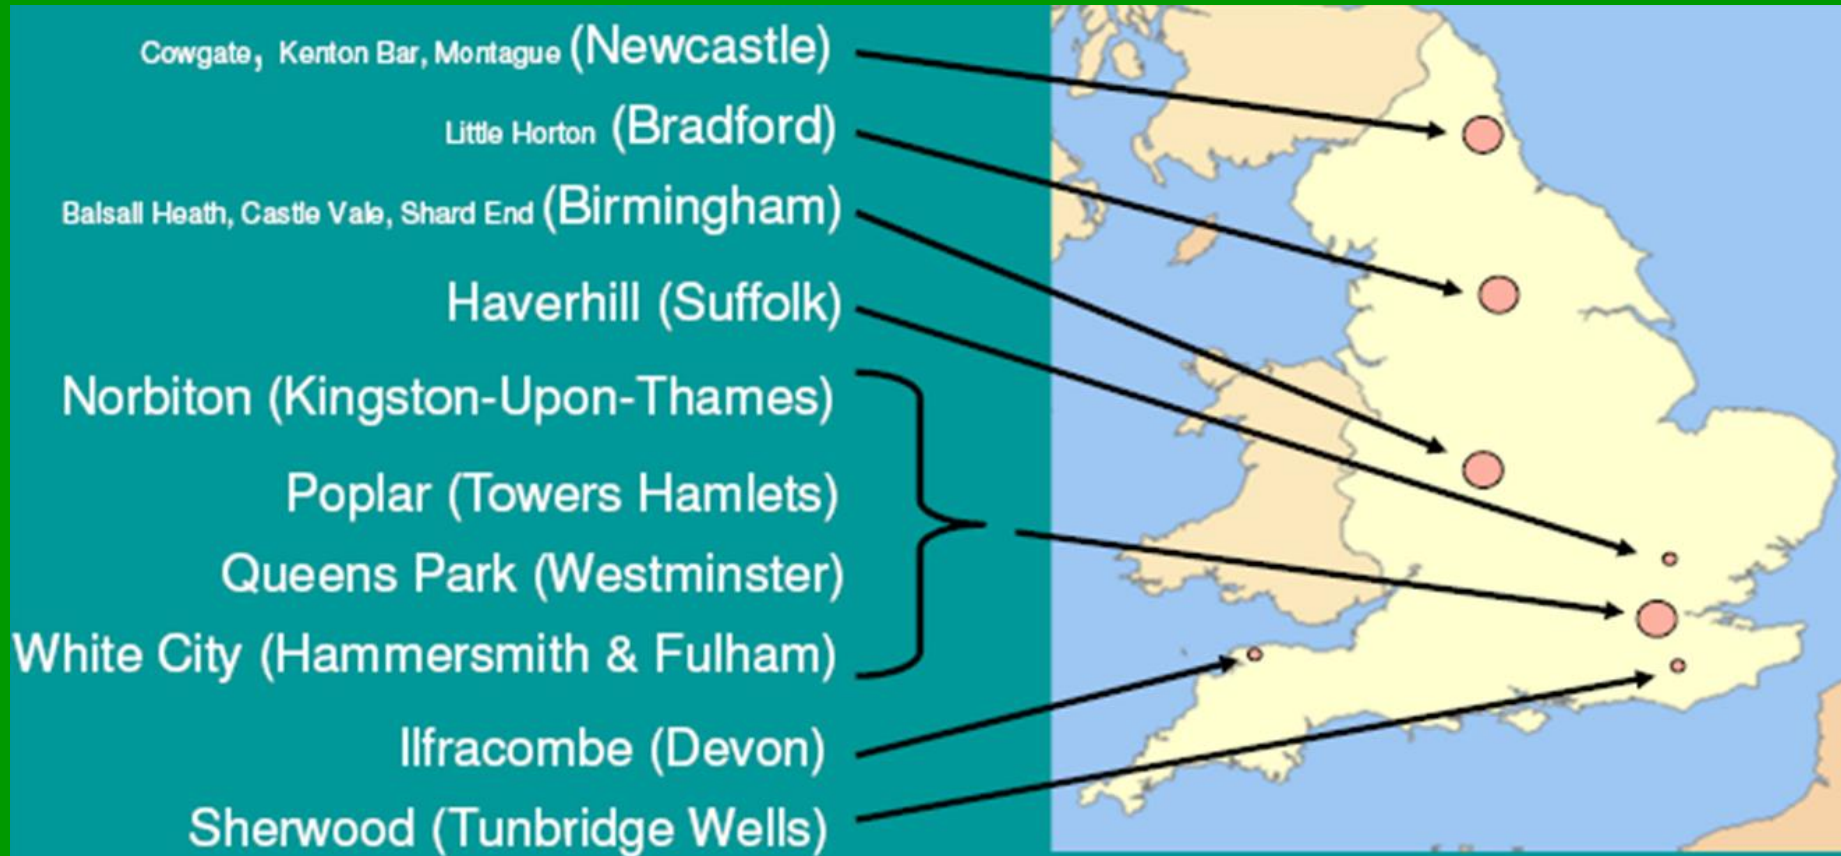 Cowgate, Kenton Bar, Montague (Newcastle)
Little Horton (Bradford)
Balsall Heath, Castle Vale, Shard End (Birmingham)
Haverhill (Suffolk)
Norbiton (Kingston-Upon-Thames)
Poplar (Towers Hamlets)
Queens Park (Westminster)
White City (Hammersmith & Fulham)
Ilfracombe (Devon)
Sherwood (Tunbridge Wells)